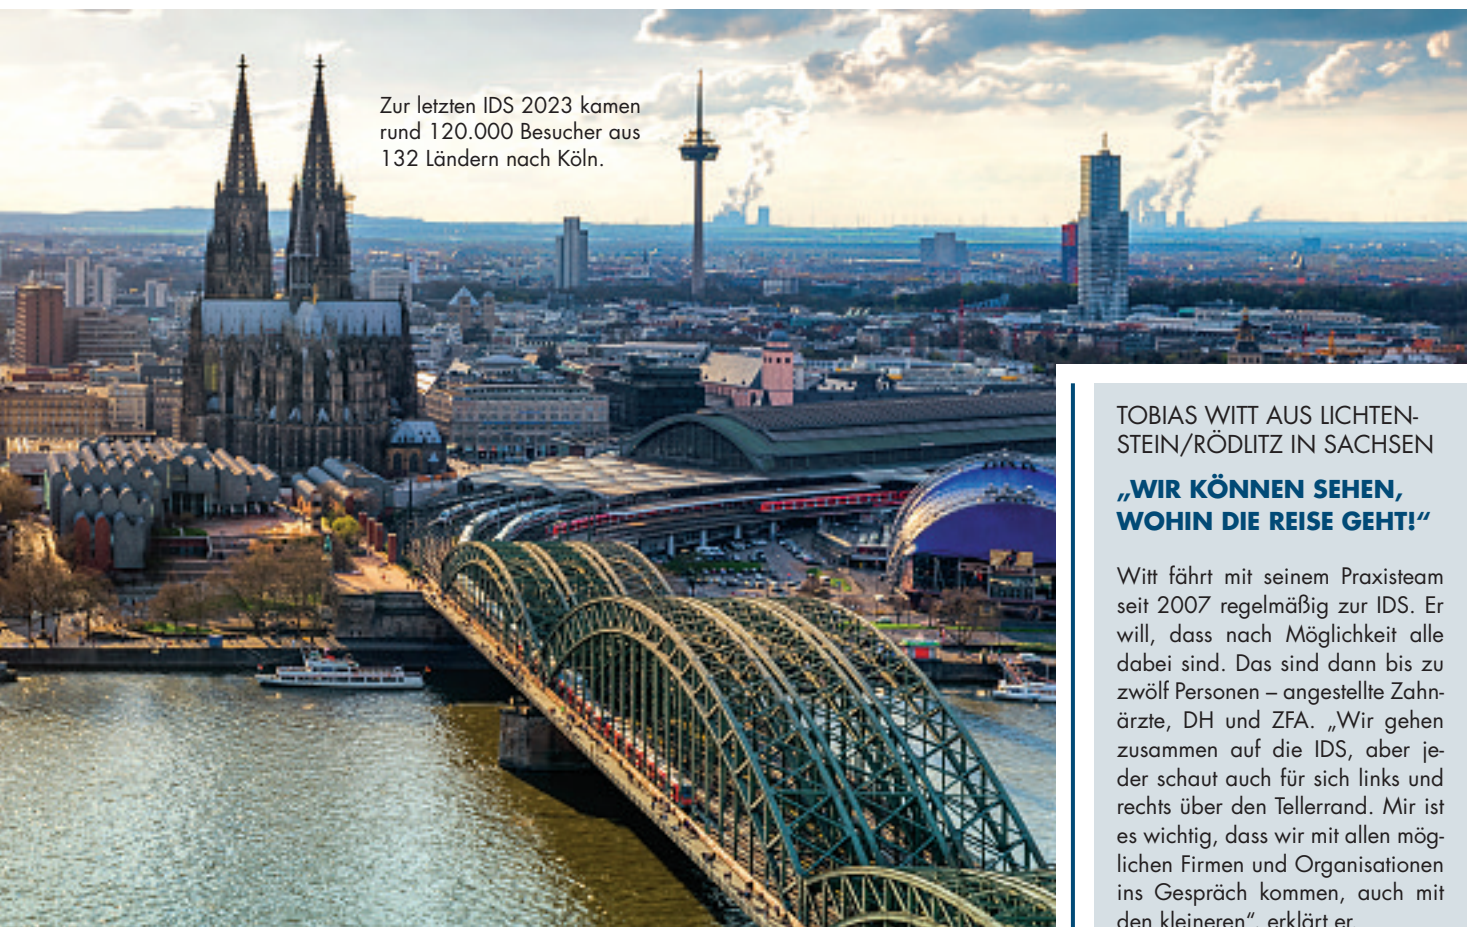 Zur letzten IDS 2023 kamen
rund 120.000 Besucher aus
132 Ländern nach Köln.
TOBIAS WITT AUS LICHTEN-
STEIN/RÖDLITZ IN SACHSEN
„WIR KÖNNEN SEHEN,
WOHIN DIE REISE GEHT!“
Witt fährt mit seinem Praxisteam
seit 2007 regelmäßig zur IDS. Er
will, dass nach Möglichkeit alle
dabei sind. Das sind dann bis zu
zwölf Personen – angestellte Zahn-
ärzte, DH und ZFA. „Wir gehen
zusammen auf die IDS, aber je-
der schaut auch für sich links und
rechts über den Tellerrand. Mir ist
es wichtig, dass wir mit allen mög-
lichen Firmen und Organisationen
ins Gespräch kommen, auch mit
den kleineren“, erklärt er.